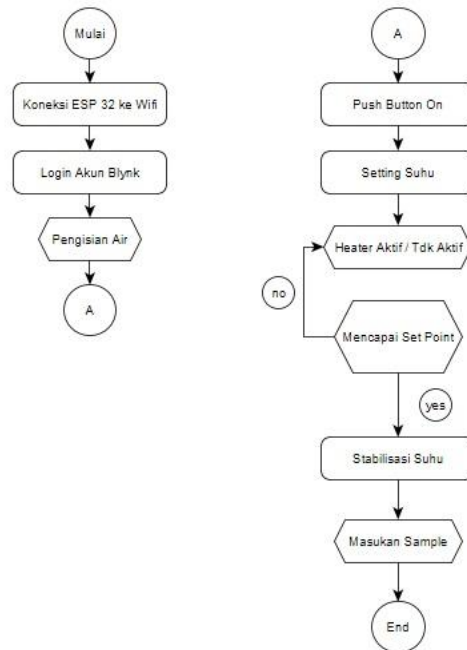 Mulai
Koneksi ESP 32 ke Wifi
Login Akun Blynk
Pengisian Air
A
A
Push Button On
Setting Suhu
Heater Aktif / Tdk Aktif
no
Mencapai Set Point
yes
Stabilisasi Suhu
Masukan Sample
End